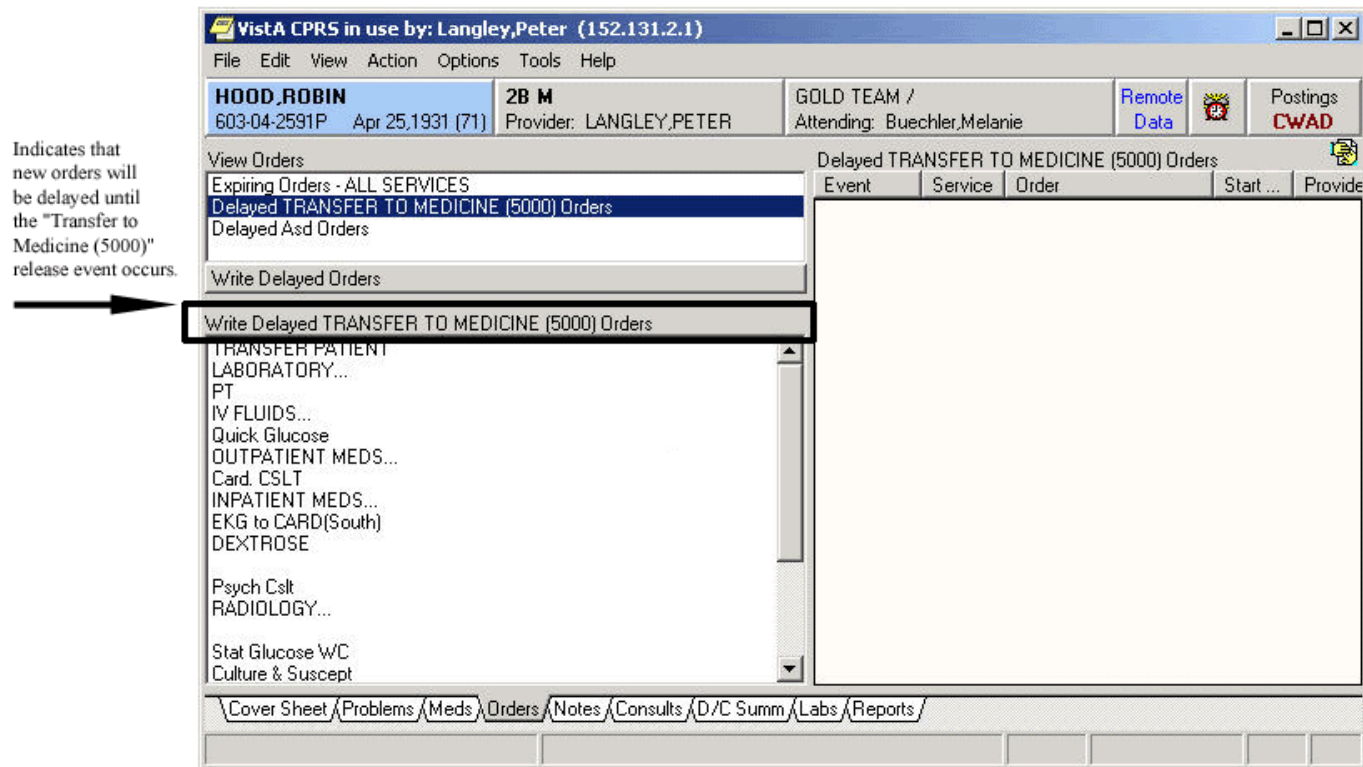 VistA CPRS in use by: Langley,Peter (152.131.2.1)
File Edit View Action Options Tools Help
HOOD,ROBIN
603-04-2591P Apr 25,1931 (71)
2B M
Provider: LANGLEY,PETER
GOLD TEAM /
Attending: Buechler,Melanie
Remote
Data
Postings
CWAD
Indicates that
new orders will
be delayed until
the "Transfer to
Medicine (5000)"
release event occurs.
View Orders
Expiring Orders - ALL SERVICES
Delayed TRANSFER TO MEDICINE (5000) Orders
Delayed Asd Orders
Write Delayed Orders
Write Delayed TRANSFER TO MEDICINE (5000) Orders
TRANSFER PATIENT
LABORATORY...
PT
IV FLUIDS...
Quick Glucose
OUTPATIENT MEDS...
Card. CSLT
INPATIENT MEDS...
EKG to CARD(South)
DEXTROSE
Psych Cslt
RADIOLOGY...
Stat Glucose WC
Culture & Suscept
Delayed TRANSFER TO MEDICINE (5000) Orders
Event Service Order Start ... Provide
Cover Sheet Problems Meds Orders Notes Consults D/C Summ Labs Reports